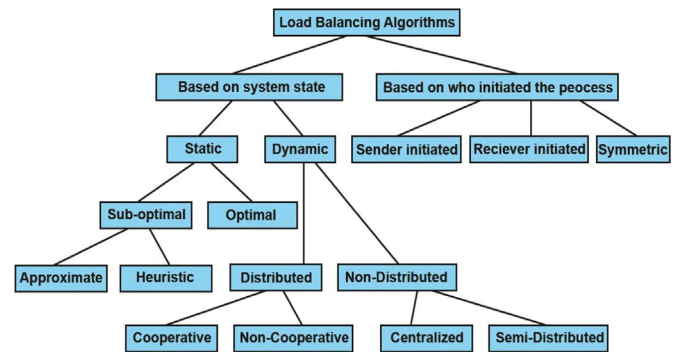 Load Balancing Algorithms
Based on system state
Based on who initiated the peocess
Static
Dynamic
Sender initiated
Reciever initiated
Symmetric
Sub-optimal
Optimal
Approximate
Heuristic
Distributed
Non-Distributed
Cooperative
Non-Cooperative
Centralized
Semi-Distributed